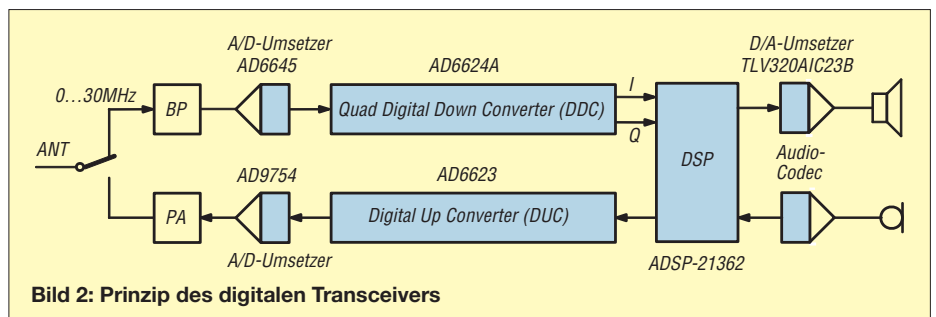 A/D-Umsetzer
AD6645
AD6624A
D/A-Umsetzer
TLV320AIC23B
0...30MHz
BP
Quad Digital Down Converter (DDC)
I
Q
ANT
DSP
Audio-
Codec
AD9754
AD6623
PA
Digital Up Converter (DUC)
A/D-Umsetzer
ADSP-21362
Bild 2: Prinzip des digitalen Transceivers